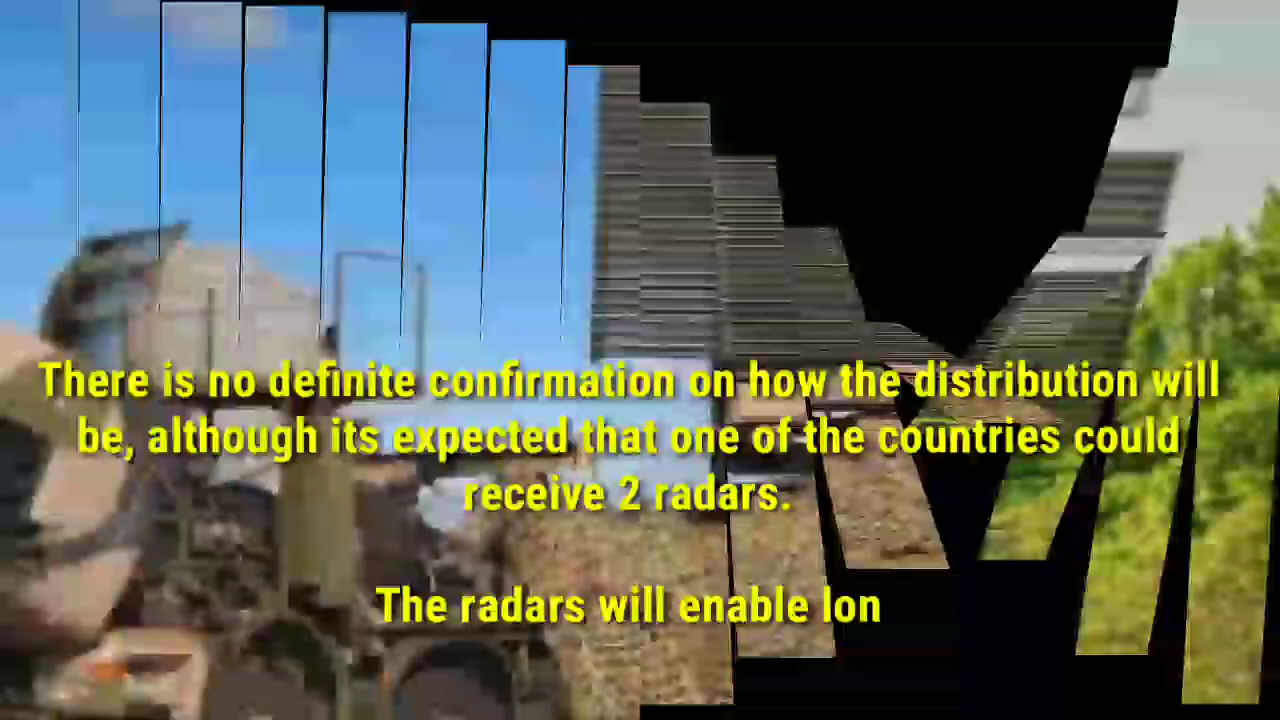 There is no definite confirmation on how the distribution will
be, although its expected that one of the countries could
receive 2 radars.
The radars will enable lon